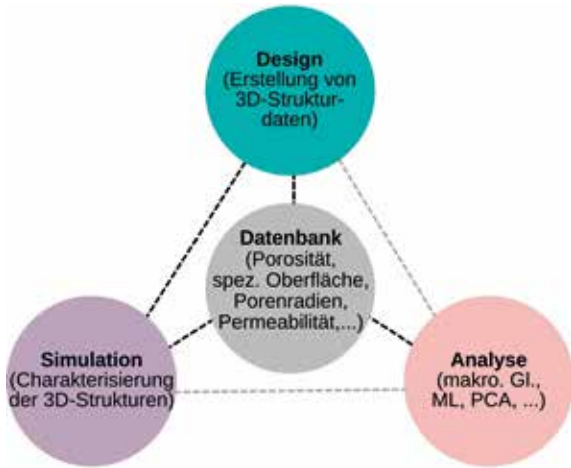 Design
(Erstellung von
3D-Struktur-
daten)
Datenbank
(Porosität,
spez. Oberfläche,
Porenradien,
Permeabilität,...)
Simulation
(Charakterisierung
der 3D-Strukturen)
Analyse
(makro. Gl.,
ML, PCA, ...)